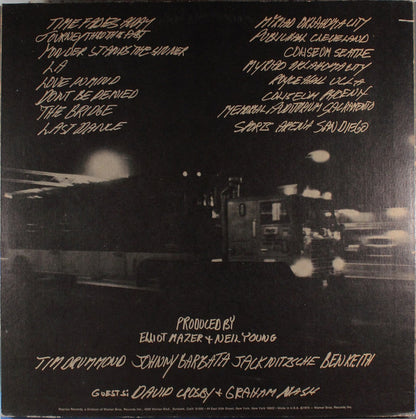 TIME FADES AWAY MYRIAD OKLAHOMA CITY
JOURNEY THRU THE PAST PUBLIC HALL CLEVELAND
YONDER STANDS THE SINNER COLISEUM SEATTLE
LA MYRIAD OKLAHOMA CITY
LOVE IN MIND ROYCE HALL UCLA
DON'T BE DENIED COLISEUM PHOENIX
THE BRIDGE MEMORIAL AUDITORIUM SACRAMENTO
LAST DANCE SPORTS ARENA SAN DIEGO
PRODUCED BY
ELLIOT MAZER + NEIL YOUNG
TIM DRUMMOND JOHNNY BARBATA JACK NITZSCHE BEN KEITH
GUESTS: DAVID CROSBY + GRAHAM NASH